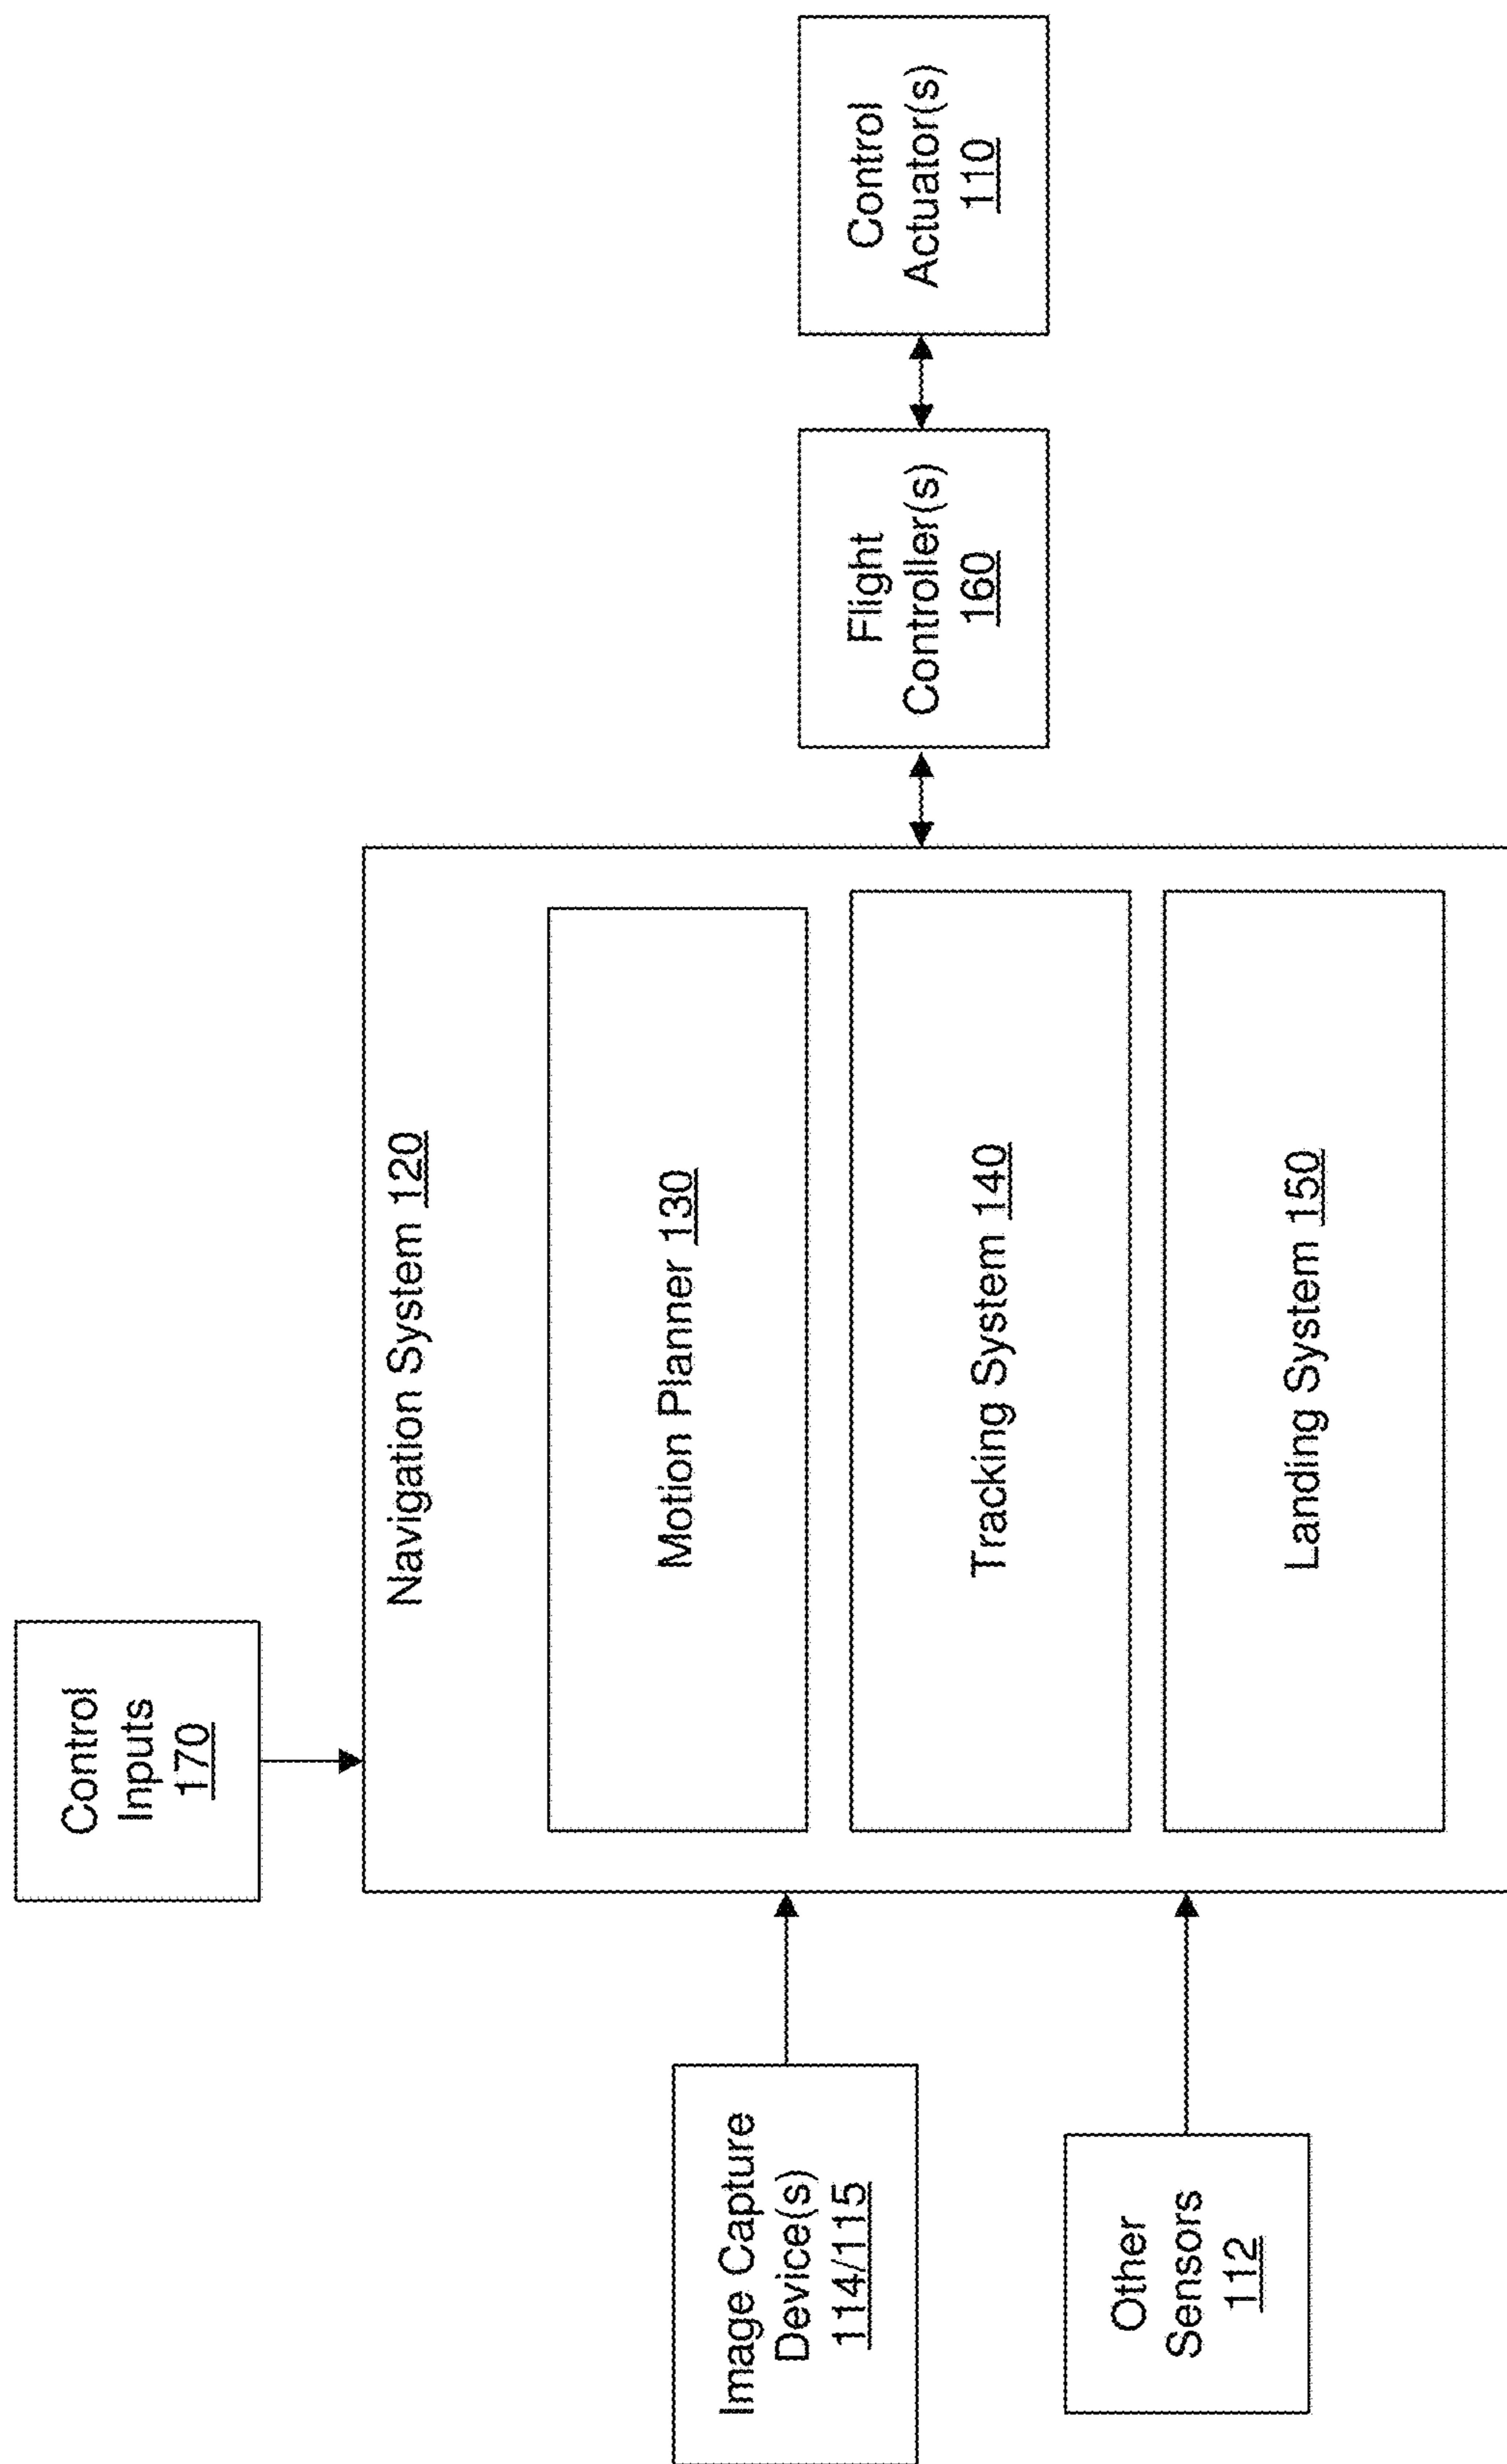 Control
Inputs
170
Navigation System 120
Motion Planner 130
Tracking System 140
Landing System 150
Image Capture
Device(s)
114/115
Other
Sensors
112
Flight
Controller(s)
160
Control
Actuator(s)
110